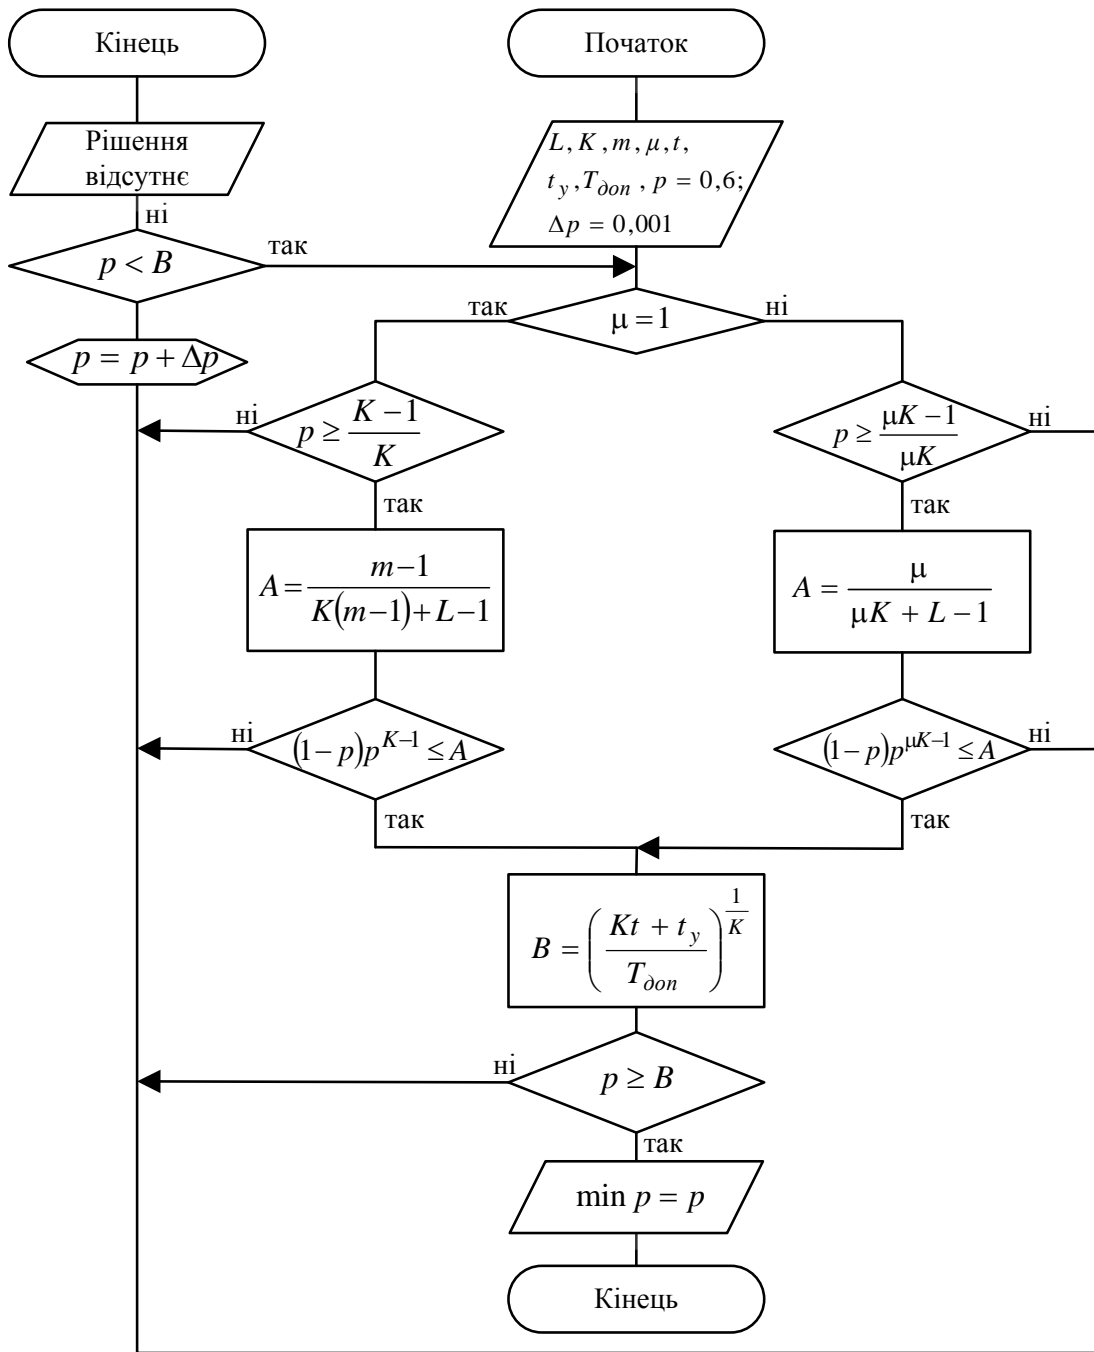 Кінець
Початок
Рішення
відсутнє
L, K, m, μ, t,
t_y, T_доп, p = 0,6;
Δp = 0,001
ні
p < B
так
так
μ = 1
ні
p = p + Δp
ні
p ≥ (K − 1)/K
p ≥ (μK − 1)/(μK)
ні
так
так
A = (m−1)/(K(m−1)+L−1)
A = μ/(μK + L − 1)
ні
(1−p)p^(K−1) ≤ A
(1−p)p^(μK−1) ≤ A
ні
так
так
B = ((Kt + t_y)/T_доп)^(1/K)
ні
p ≥ B
так
min p = p
Кінець